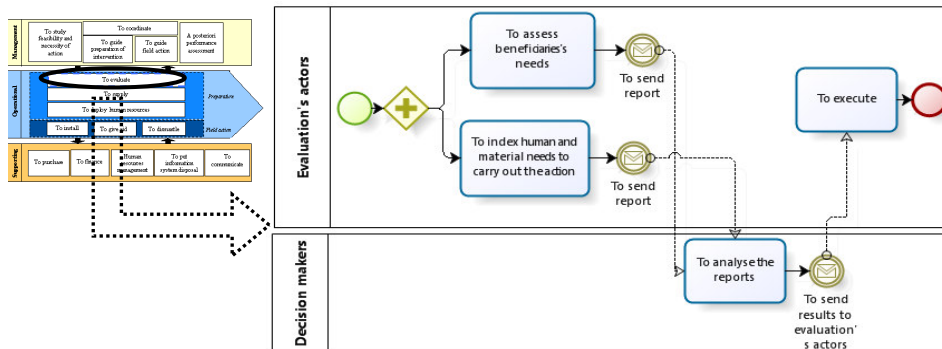 Management
To study
feasibility and
necessity of
action
To coordinate
To guide
preparation of
intervention
To guide
field action
A posteriori
performance
assessment
Operational
To evaluate
To supply
To deploy human resources
Preparative
To install
To give aid
To dismantle
Field active
Supporting
To purchase
To finance
Human
resources
management
To put
information
system disposal
To
communicate
Evaluation's actors
To assess
beneficiaries's
needs
To send
report
To index human and
material needs to
carry out the action
To send
report
To execute
Decision makers
To analyse the
reports
To send
results to
evaluation'
s actors